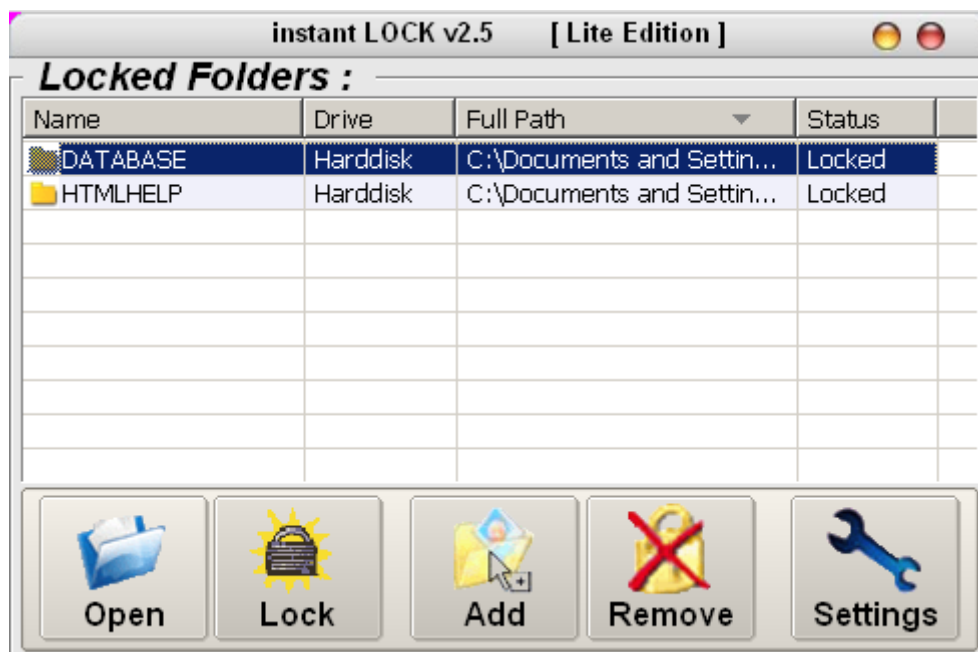 instant LOCK v2.5 [ Lite Edition ]
Locked Folders :
Name Drive Full Path Status
DATABASE Harddisk C:\Documents and Settin... Locked
HTMLHELP Harddisk C:\Documents and Settin... Locked
Open Lock Add Remove Settings